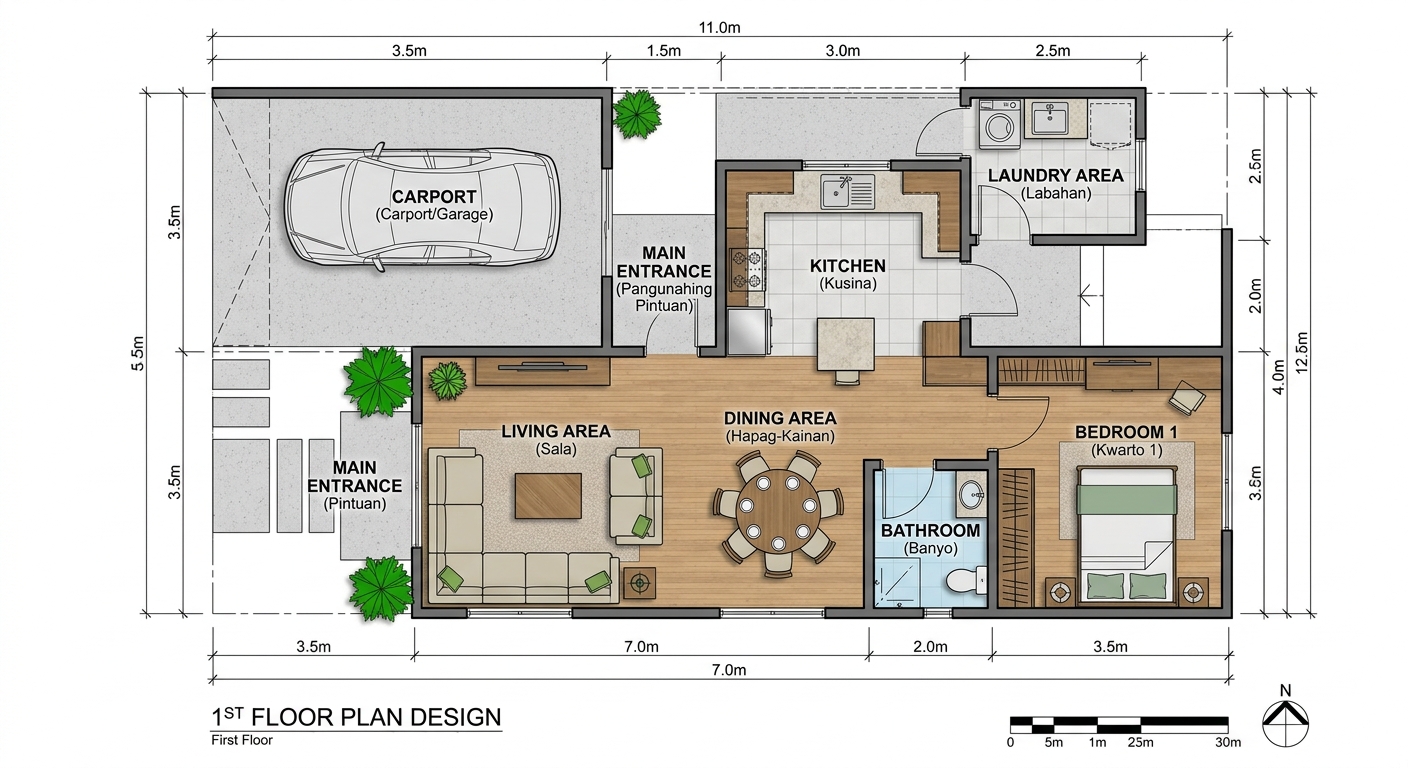 11.0m
3.5m
1.5m
3.0m
2.5m
CARPORT
(Carport/Garage)
LAUNDRY AREA
(Labahan)
2.5m
3.5m
MAIN
ENTRANCE
(Pangunahing
Pintuan)
KITCHEN
(Kusina)
2.0m
5.5m
12.5m
4.0m
LIVING AREA
(Sala)
DINING AREA
(Hapag-Kainan)
BEDROOM 1
(Kwarto 1)
MAIN
ENTRANCE
(Pintuan)
3.5m
3.5m
BATHROOM
(Banyo)
3.5m
7.0m
2.0m
3.5m
7.0m
1ST FLOOR PLAN DESIGN
First Floor
N
0
5m
1m
25m
30m